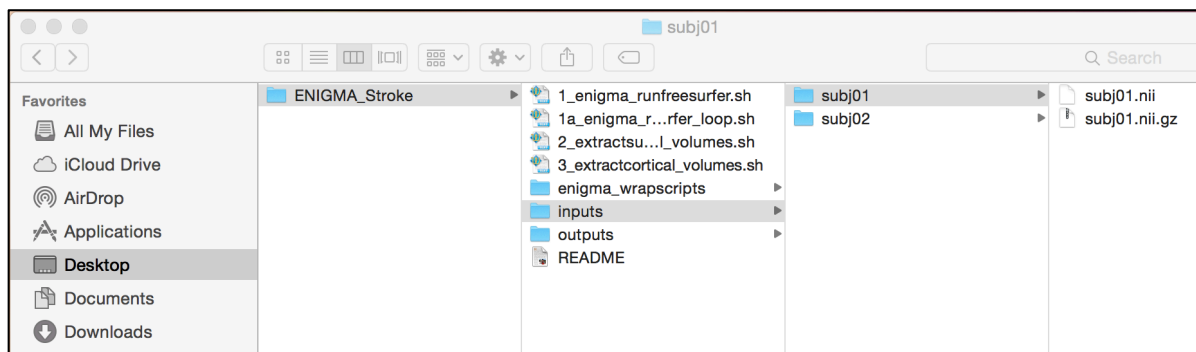 subj01
Search
Favorites
All My Files
iCloud Drive
AirDrop
Applications
Desktop
Documents
Downloads
ENIGMA_Stroke
1_enigma_runfreesurfer.sh
1a_enigma_r...rfer_loop.sh
2_extractsu...l_volumes.sh
3_extractcortical_volumes.sh
enigma_wrapscripts
inputs
outputs
README
subj01
subj02
subj01.nii
subj01.nii.gz